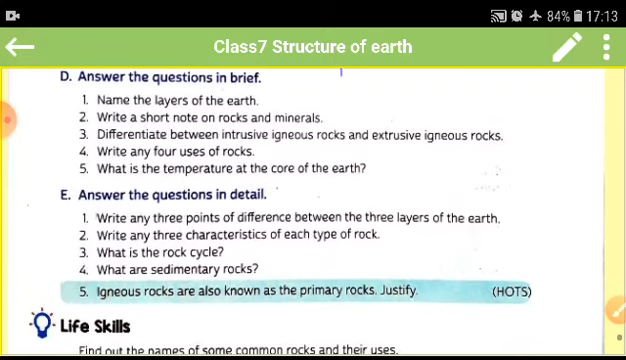 84% 17:13
Class7 Structure of earth
D. Answer the questions in brief.
1. Name the layers of the earth.
2. Write a short note on rocks and minerals.
3. Differentiate between intrusive igneous rocks and extrusive igneous rocks.
4. Write any four uses of rocks.
5. What is the temperature at the core of the earth?
E. Answer the questions in detail.
1. Write any three points of difference between the three layers of the earth.
2. Write any three characteristics of each type of rock.
3. What is the rock cycle?
4. What are sedimentary rocks?
5. Igneous rocks are also known as the primary rocks. Justify. (HOTS)
Life Skills
Find out the names of some common rocks and their uses.